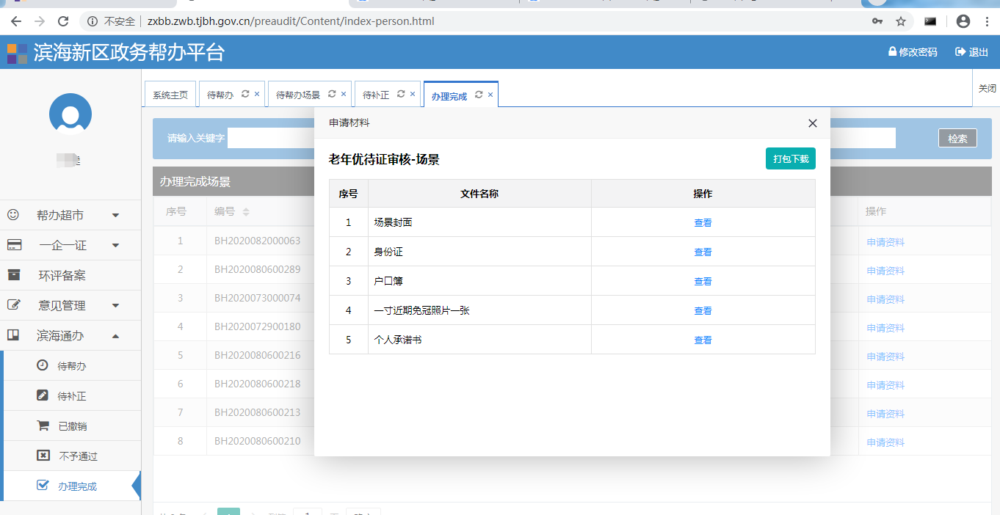 不安全 zxbb.zwb.tjbh.gov.cn/preaudit/Content/index-person.html
滨海新区政务帮办平台 修改密码 退出
系统主页 待帮办 待帮办场景 待补正 办理完成 关闭
帮办超市
一企一证
环评备案
意见管理
滨海通办
待帮办
待补正
已撤销
不予通过
办理完成
请输入关键字 检索
办理完成场景
序号 编号 操作
1 BH2020082000063 申请资料
2 BH2020080600289 申请资料
3 BH2020073000074 申请资料
4 BH2020072900180 申请资料
5 BH2020080600216 申请资料
6 BH2020080600218 申请资料
7 BH2020080600213 申请资料
8 BH2020080600210 申请资料
申请材料
老年优待证审核-场景 打包下载
序号 文件名称 操作
1 场景封面 查看
2 身份证 查看
3 户口簿 查看
4 一寸近期免冠照片一张 查看
5 个人承诺书 查看